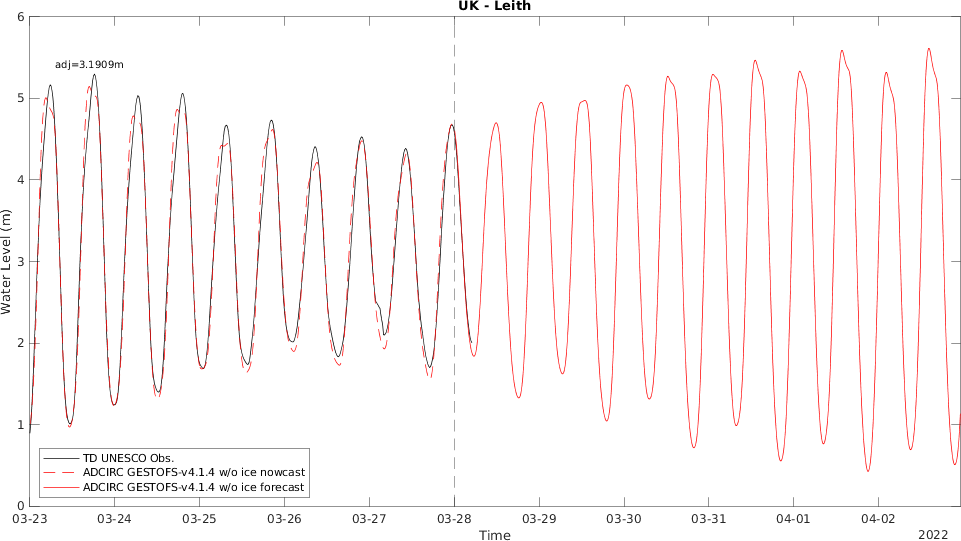 UK - Leith
6
adj=3.1909m
5
4
3
2
1
0
Water Level (m)
TD UNESCO Obs.
ADCIRC GESTOFS-v4.1.4 w/o ice nowcast
ADCIRC GESTOFS-v4.1.4 w/o ice forecast
03-23 03-24 03-25 03-26 03-27 03-28 03-29 03-30 03-31 04-01 04-02
Time
2022